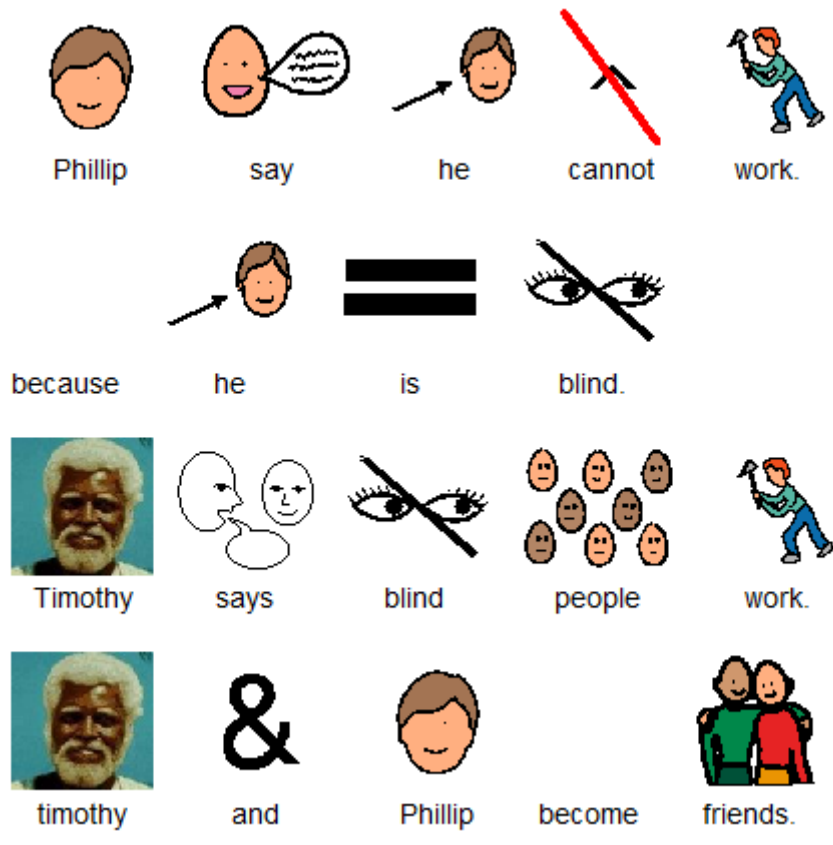 Phillip say he cannot work.
because he is blind.
Timothy says blind people work.
timothy & and Phillip become friends.